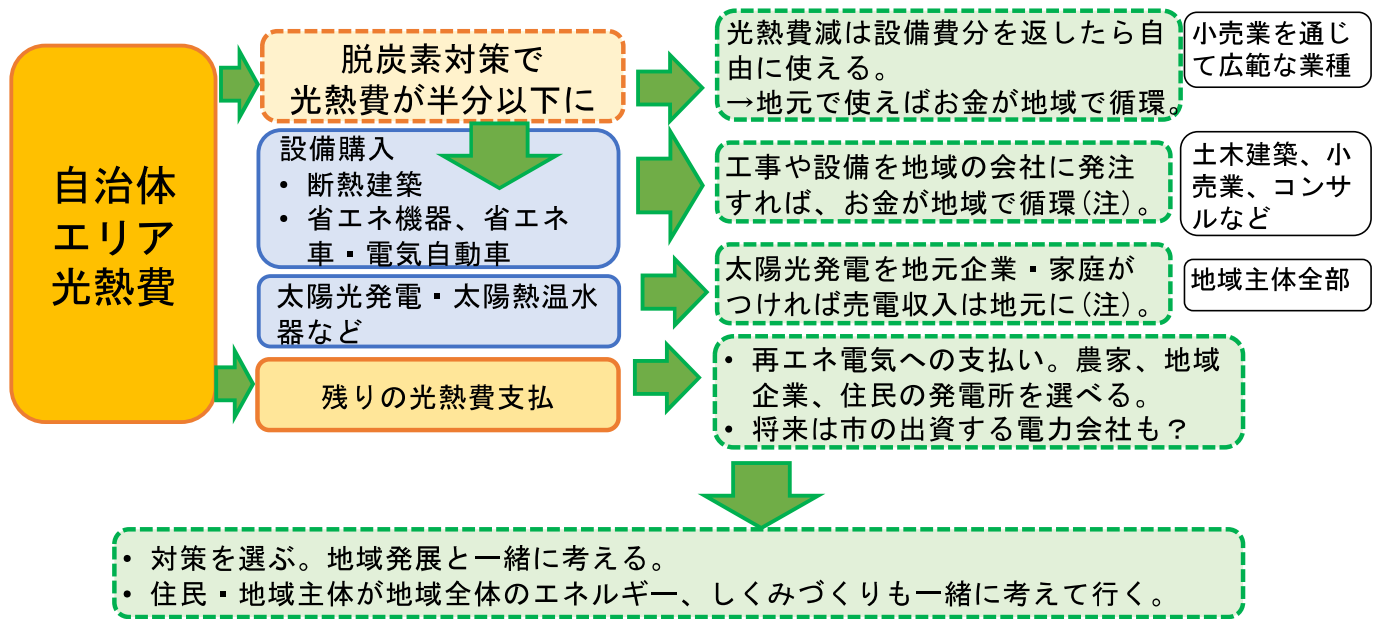 自治体
エリア
光熱費
脱炭素対策で
光熱費が半分以下に
設備購入
• 断熱建築
• 省エネ機器、省エネ
車・電気自動車
太陽光発電・太陽熱温水
器など
残りの光熱費支払
光熱費減は設備費分を返したら自
由に使える。
→地元で使えばお金が地域で循環。
小売業を通じ
て広範な業種
工事や設備を地域の会社に発注
すれば、お金が地域で循環(注)。
土木建築、小
売業、コンサ
ルなど
太陽光発電を地元企業・家庭が
つければ売電収入は地元に(注)。
地域主体全部
• 再エネ電気への支払い。農家、地域
企業、住民の発電所を選べる。
• 将来は市の出資する電力会社も？
• 対策を選ぶ。地域発展と一緒に考える。
• 住民・地域主体が地域全体のエネルギー、しくみづくりも一緒に考えて行く。